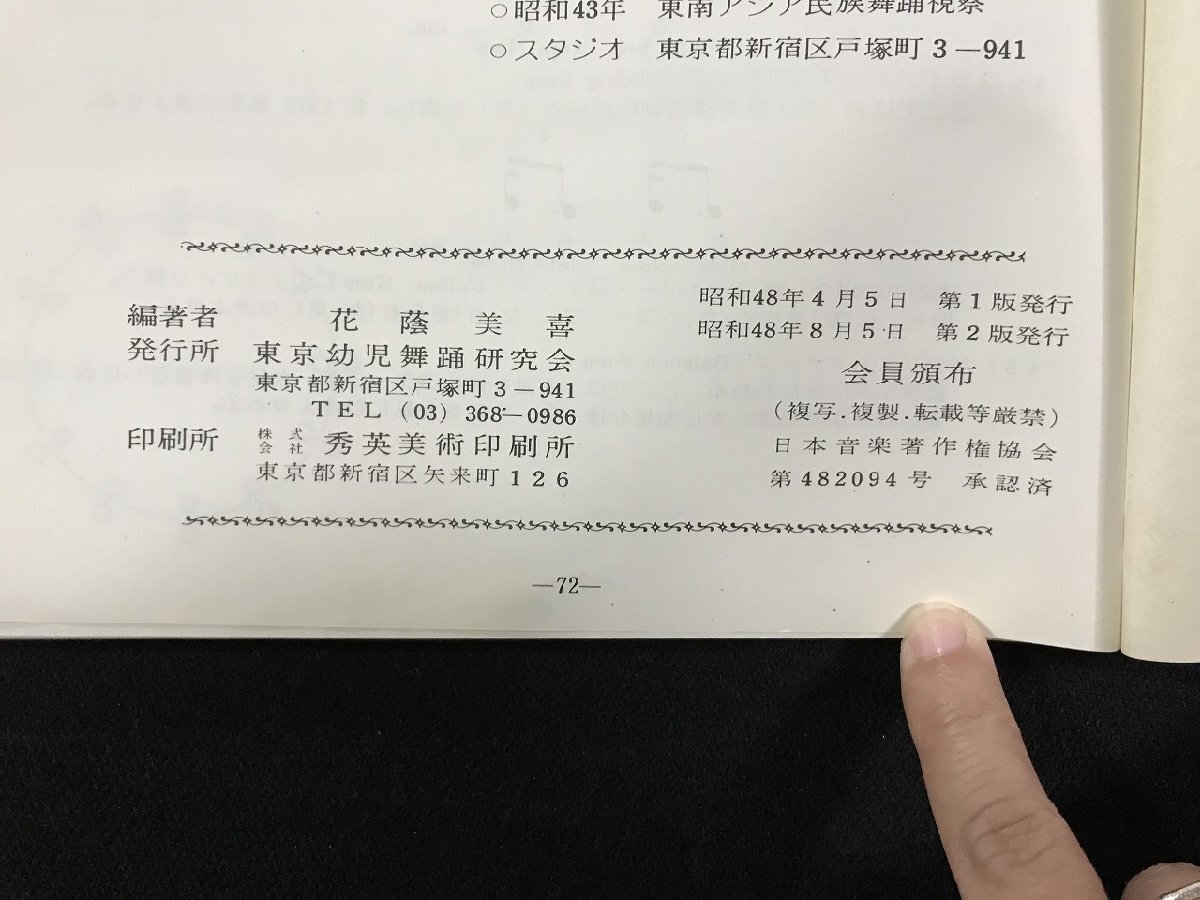 ○昭和43年　東南アジア民族舞踊視察
○スタジオ　東京都新宿区戸塚町3－941
編著者　花蔭美喜
発行所　東京幼児舞踊研究会
東京都新宿区戸塚町3－941
TEL（03）368－0986
印刷所　株式会社　秀英美術印刷所
東京都新宿区矢来町126
昭和48年4月5日　第1版発行
昭和48年8月5日　第2版発行
会員頒布
（複写．複製．転載等厳禁）
日本音楽著作権協会
第482094号　承認済
―72―